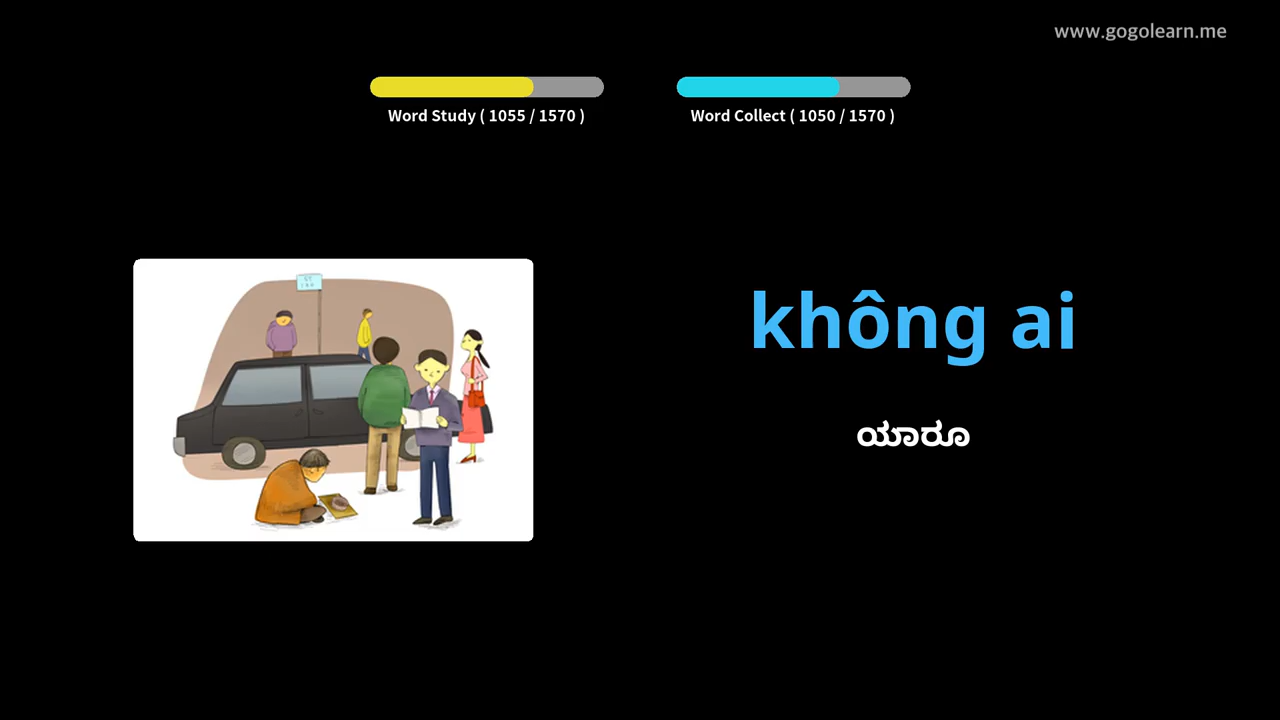 www.gogolearn.me
Word Study ( 1055 / 1570 )
Word Collect ( 1050 / 1570 )
không ai
ಯಾರೂ